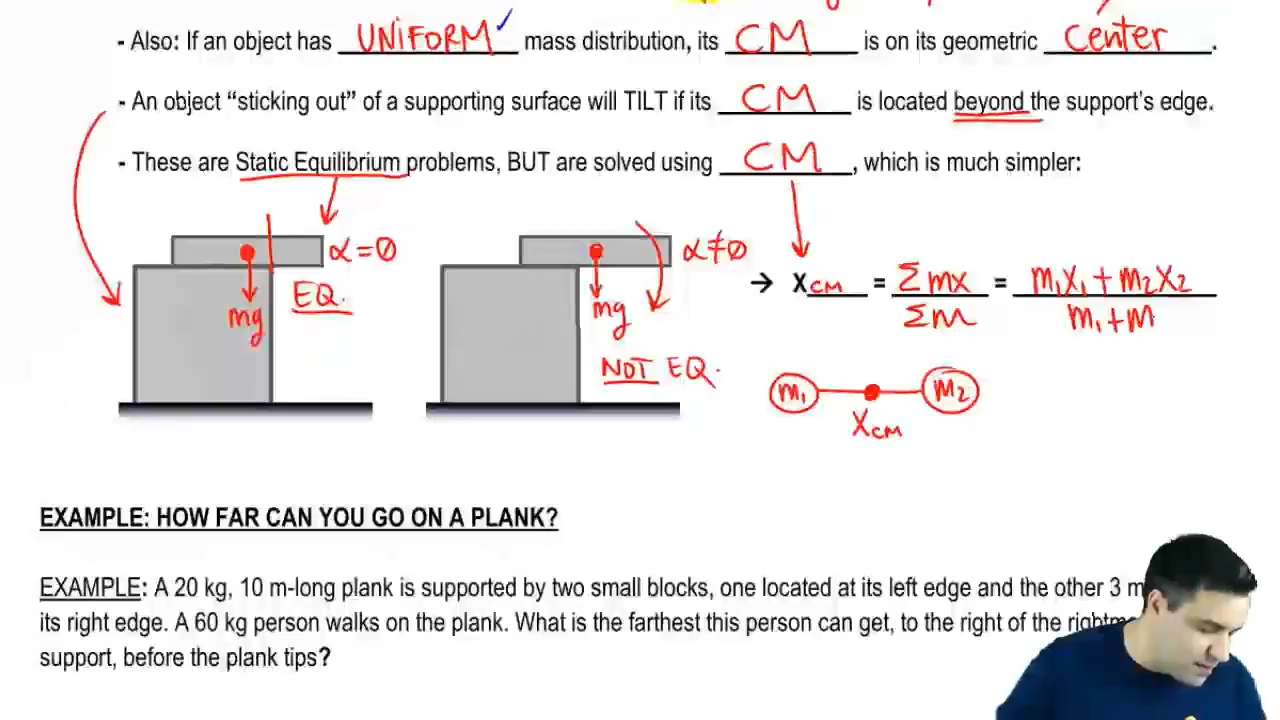 - Also: If an object has UNIFORM mass distribution, its CM is on its geometric center.
- An object “sticking out” of a supporting surface will TILT if its CM is located beyond the support’s edge.
- These are Static Equilibrium problems, BUT are solved using CM, which is much simpler:
α=0
EQ.
mg
α≠0
mg
NOT EQ.
→ XCM = Σmx / Σm = m1x1 + m2x2 / m1+m
m1 m2
XCM
EXAMPLE: HOW FAR CAN YOU GO ON A PLANK?
EXAMPLE: A 20 kg, 10 m-long plank is supported by two small blocks, one located at its left edge and the other 3 m
its right edge. A 60 kg person walks on the plank. What is the farthest this person can get, to the right of the
support, before the plank tips?